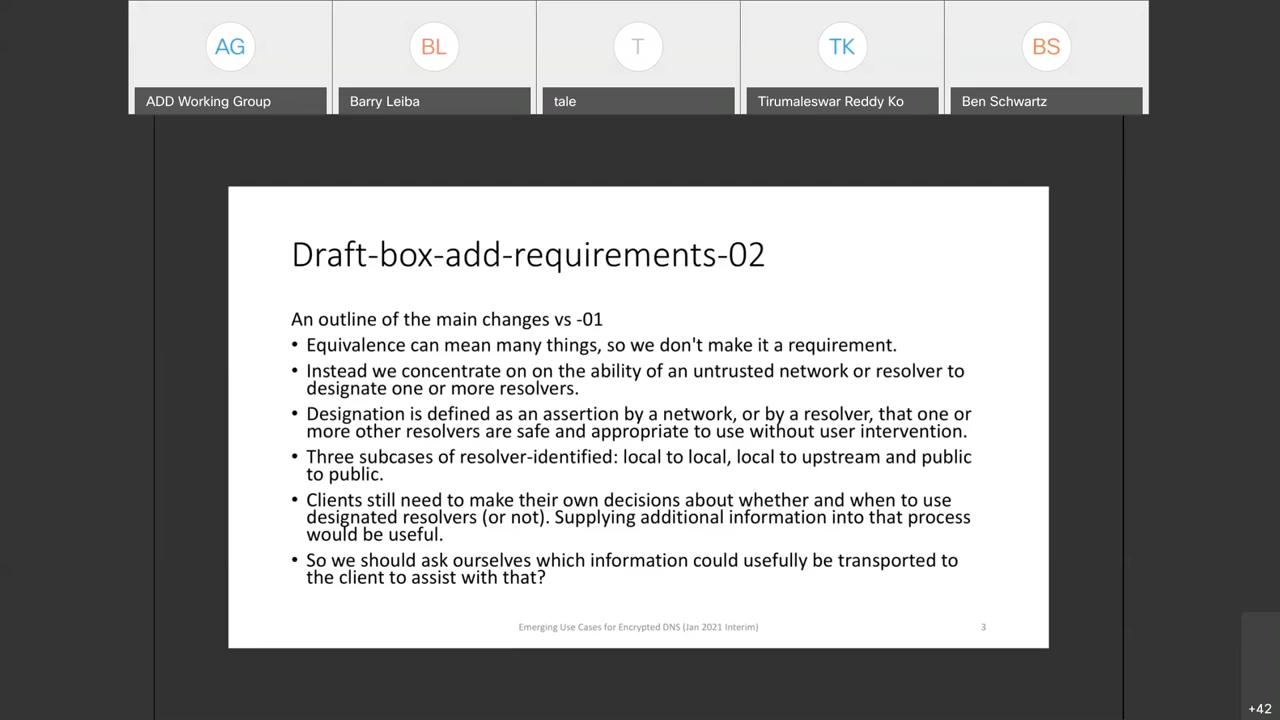 AG
BL
T
TK
BS
ADD Working Group
Barry Leiba
tale
Tirumaleswar Reddy Ko
Ben Schwartz
Draft-box-add-requirements-02
An outline of the main changes vs -01
• Equivalence can mean many things, so we don't make it a requirement.
• Instead we concentrate on on the ability of an untrusted network or resolver to
designate one or more resolvers.
• Designation is defined as an assertion by a network, or by a resolver, that one or
more other resolvers are safe and appropriate to use without user intervention.
• Three subcases of resolver-identified: local to local, local to upstream and public
to public.
• Clients still need to make their own decisions about whether and when to use
designated resolvers (or not). Supplying additional information into that process
would be useful.
• So we should ask ourselves which information could usefully be transported to
the client to assist with that?
Emerging Use Cases for Encrypted DNS (Jan 2021 Interim)
3
+42